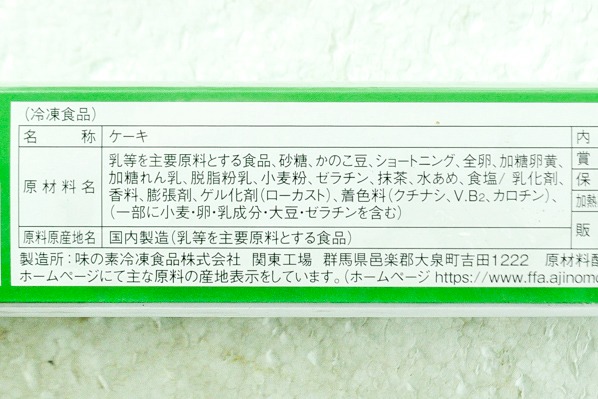 (冷凍食品)
名 称 ケーキ 内
原材料名 乳等を主要原料とする食品、砂糖、かのこ豆、ショートニング、全卵、加糖卵黄、 賞
加糖れん乳、脱脂粉乳、小麦粉、ゼラチン、抹茶、水あめ、食塩/乳化剤、 保
香料、膨張剤、ゲル化剤(ローカスト)、着色料(クチナシ、V.B₂、カロチン)、 加熱
(一部に小麦・卵・乳成分・大豆・ゼラチンを含む)
原料原産地名 国内製造(乳等を主要原料とする食品) 販
製造所:味の素冷凍食品株式会社 関東工場 群馬県邑楽郡大泉町吉田1222 原材料
ホームページにて主な原料の産地表示をしています。(ホームページ https://www.ffa.ajinomo